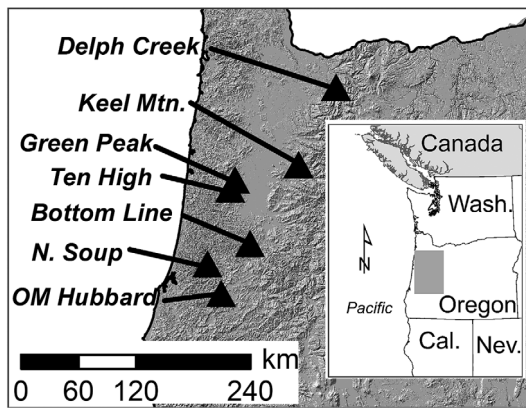 Delph Creek
Keel Mtn.
Green Peak
Ten High
Bottom Line
N. Soup
OM Hubbard
km
0 60 120 240
Canada
Wash.
N
Pacific
Oregon
Cal. Nev.